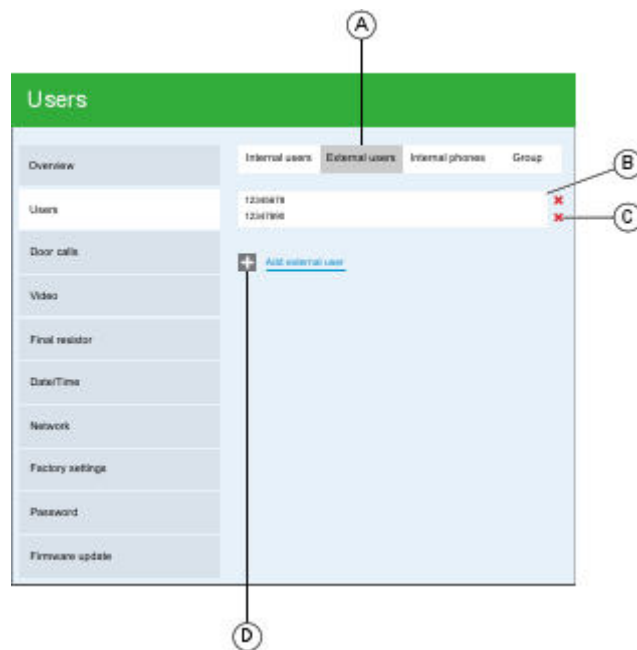 A
Users
Internal users External users Internal phones Group
B
Overview
12345678
Users
12347890
C
Door calls
Add external user
Video
Final resistor
Date/Time
Network
Factory settings
Password
Firmware update
D